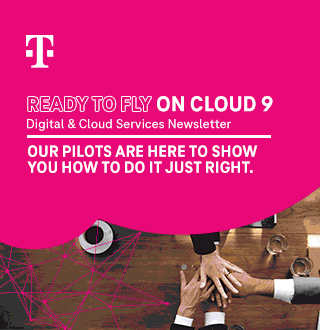 T
READY TO FLY ON CLOUD 9
Digital & Cloud Services Newsletter
OUR PILOTS ARE HERE TO SHOW
YOU HOW TO DO IT JUST RIGHT.